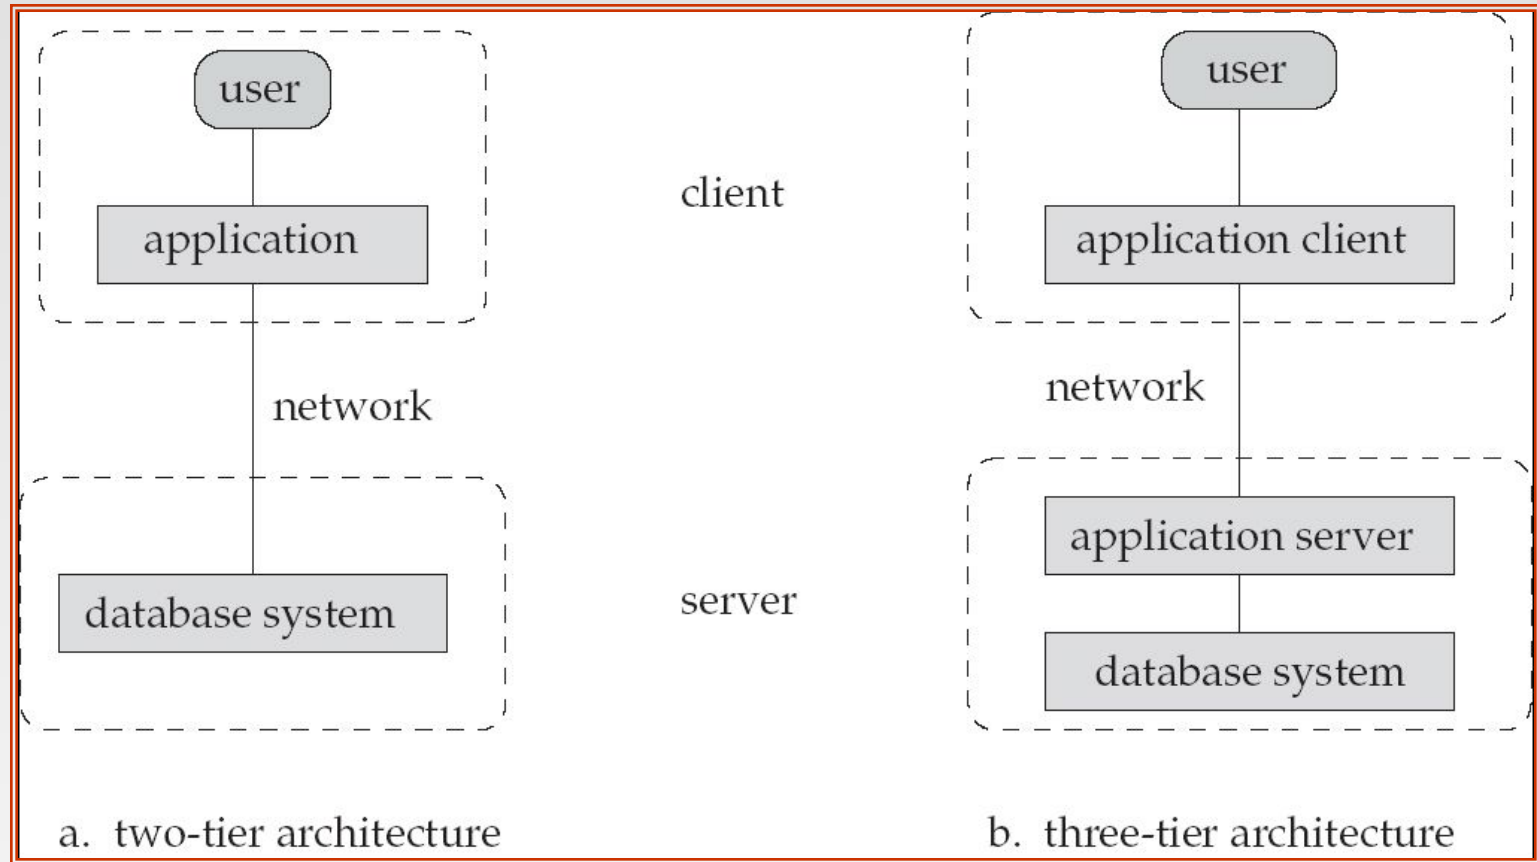 user
application
network
database system
a. two-tier architecture
client
server
user
application client
network
application server
database system
b. three-tier architecture